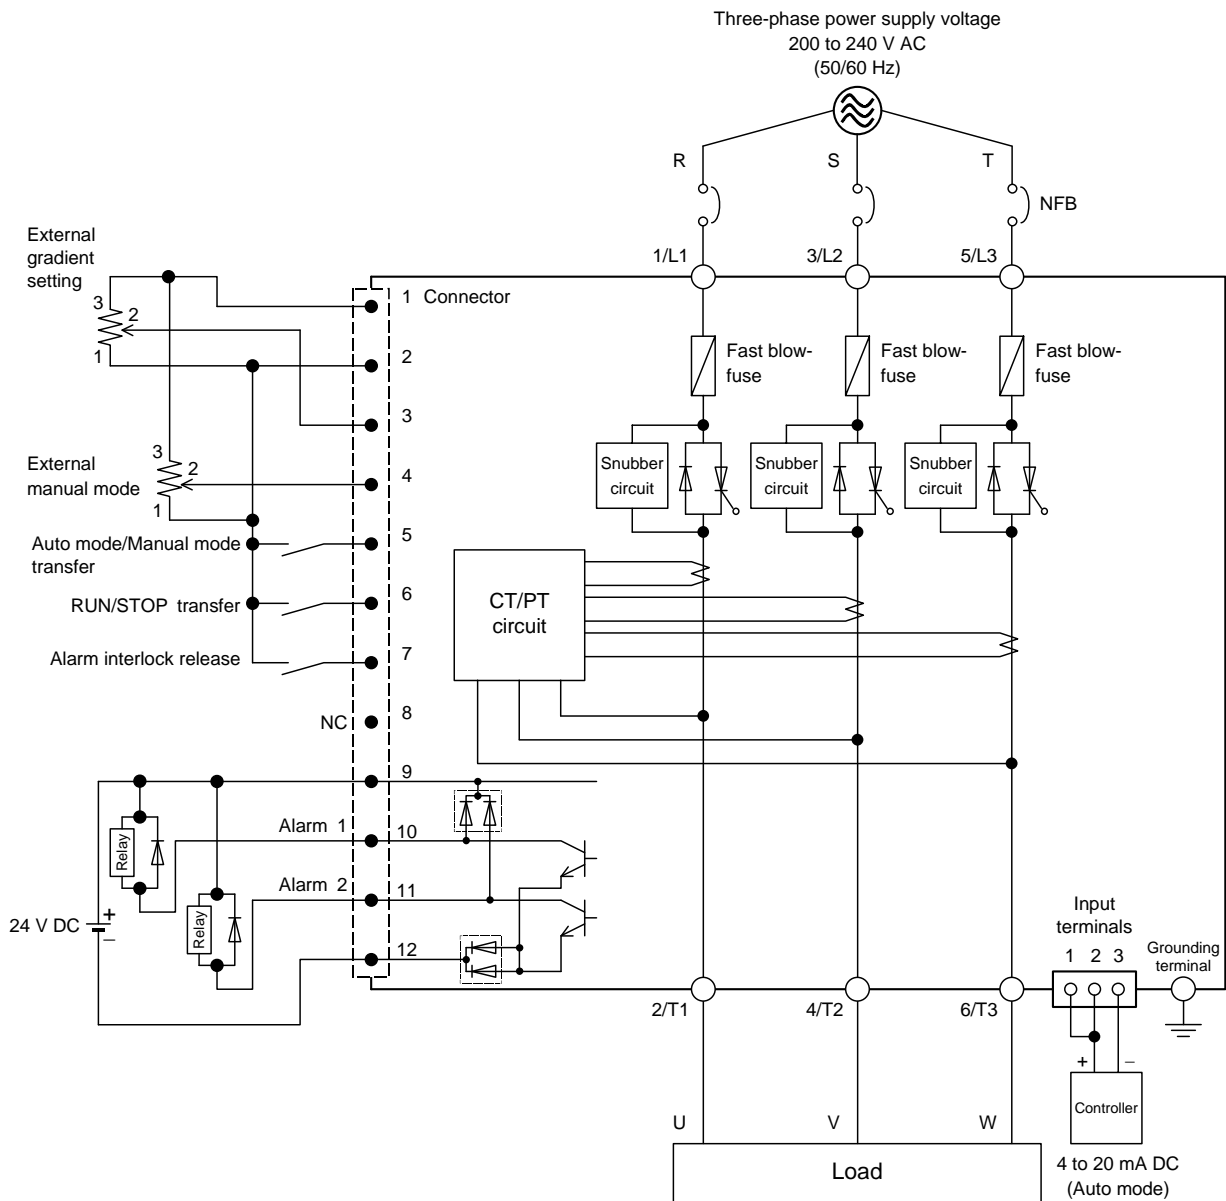 Three-phase power supply voltage
200 to 240 V AC
(50/60 Hz)
R
S
T
NFB
1/L1
3/L2
5/L3
External
gradient
setting
3
2
1
1 Connector
2
3
4
5
6
7
8
9
10
11
12
Fast blow-
fuse
Fast blow-
fuse
Fast blow-
fuse
Snubber
circuit
Snubber
circuit
Snubber
circuit
External
manual mode
3
2
1
Auto mode/Manual mode
transfer
RUN/STOP transfer
Alarm interlock release
NC
CT/PT
circuit
Alarm 1
Alarm 2
Relay
Relay
24 V DC
+
–
2/T1
4/T2
6/T3
Input
terminals
1 2 3
Grounding
terminal
+
–
Controller
4 to 20 mA DC
(Auto mode)
U
V
W
Load